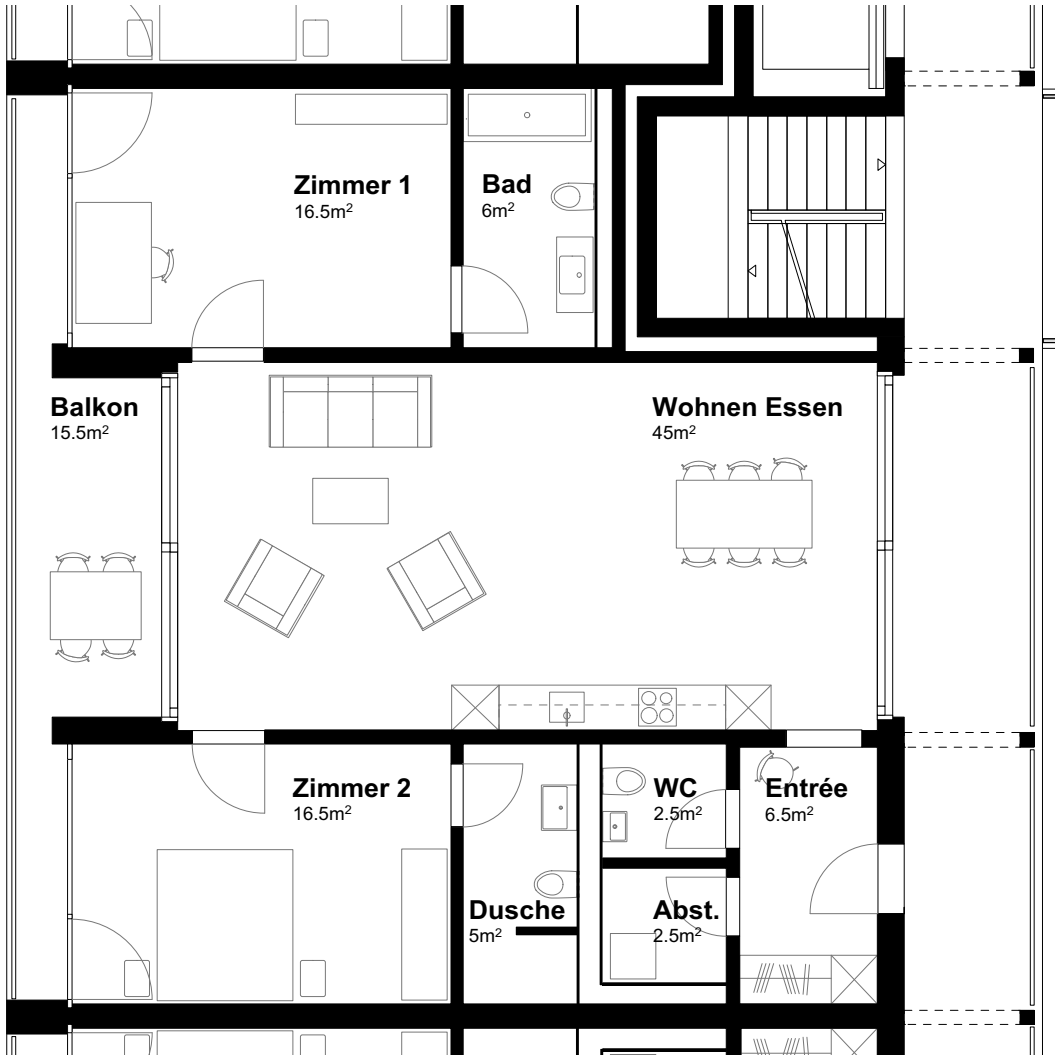 Zimmer 1
16.5m²
Bad
6m²
Balkon
15.5m²
Wohnen Essen
45m²
Zimmer 2
16.5m²
WC
2.5m²
Entrée
6.5m²
Dusche
5m²
Abst.
2.5m²